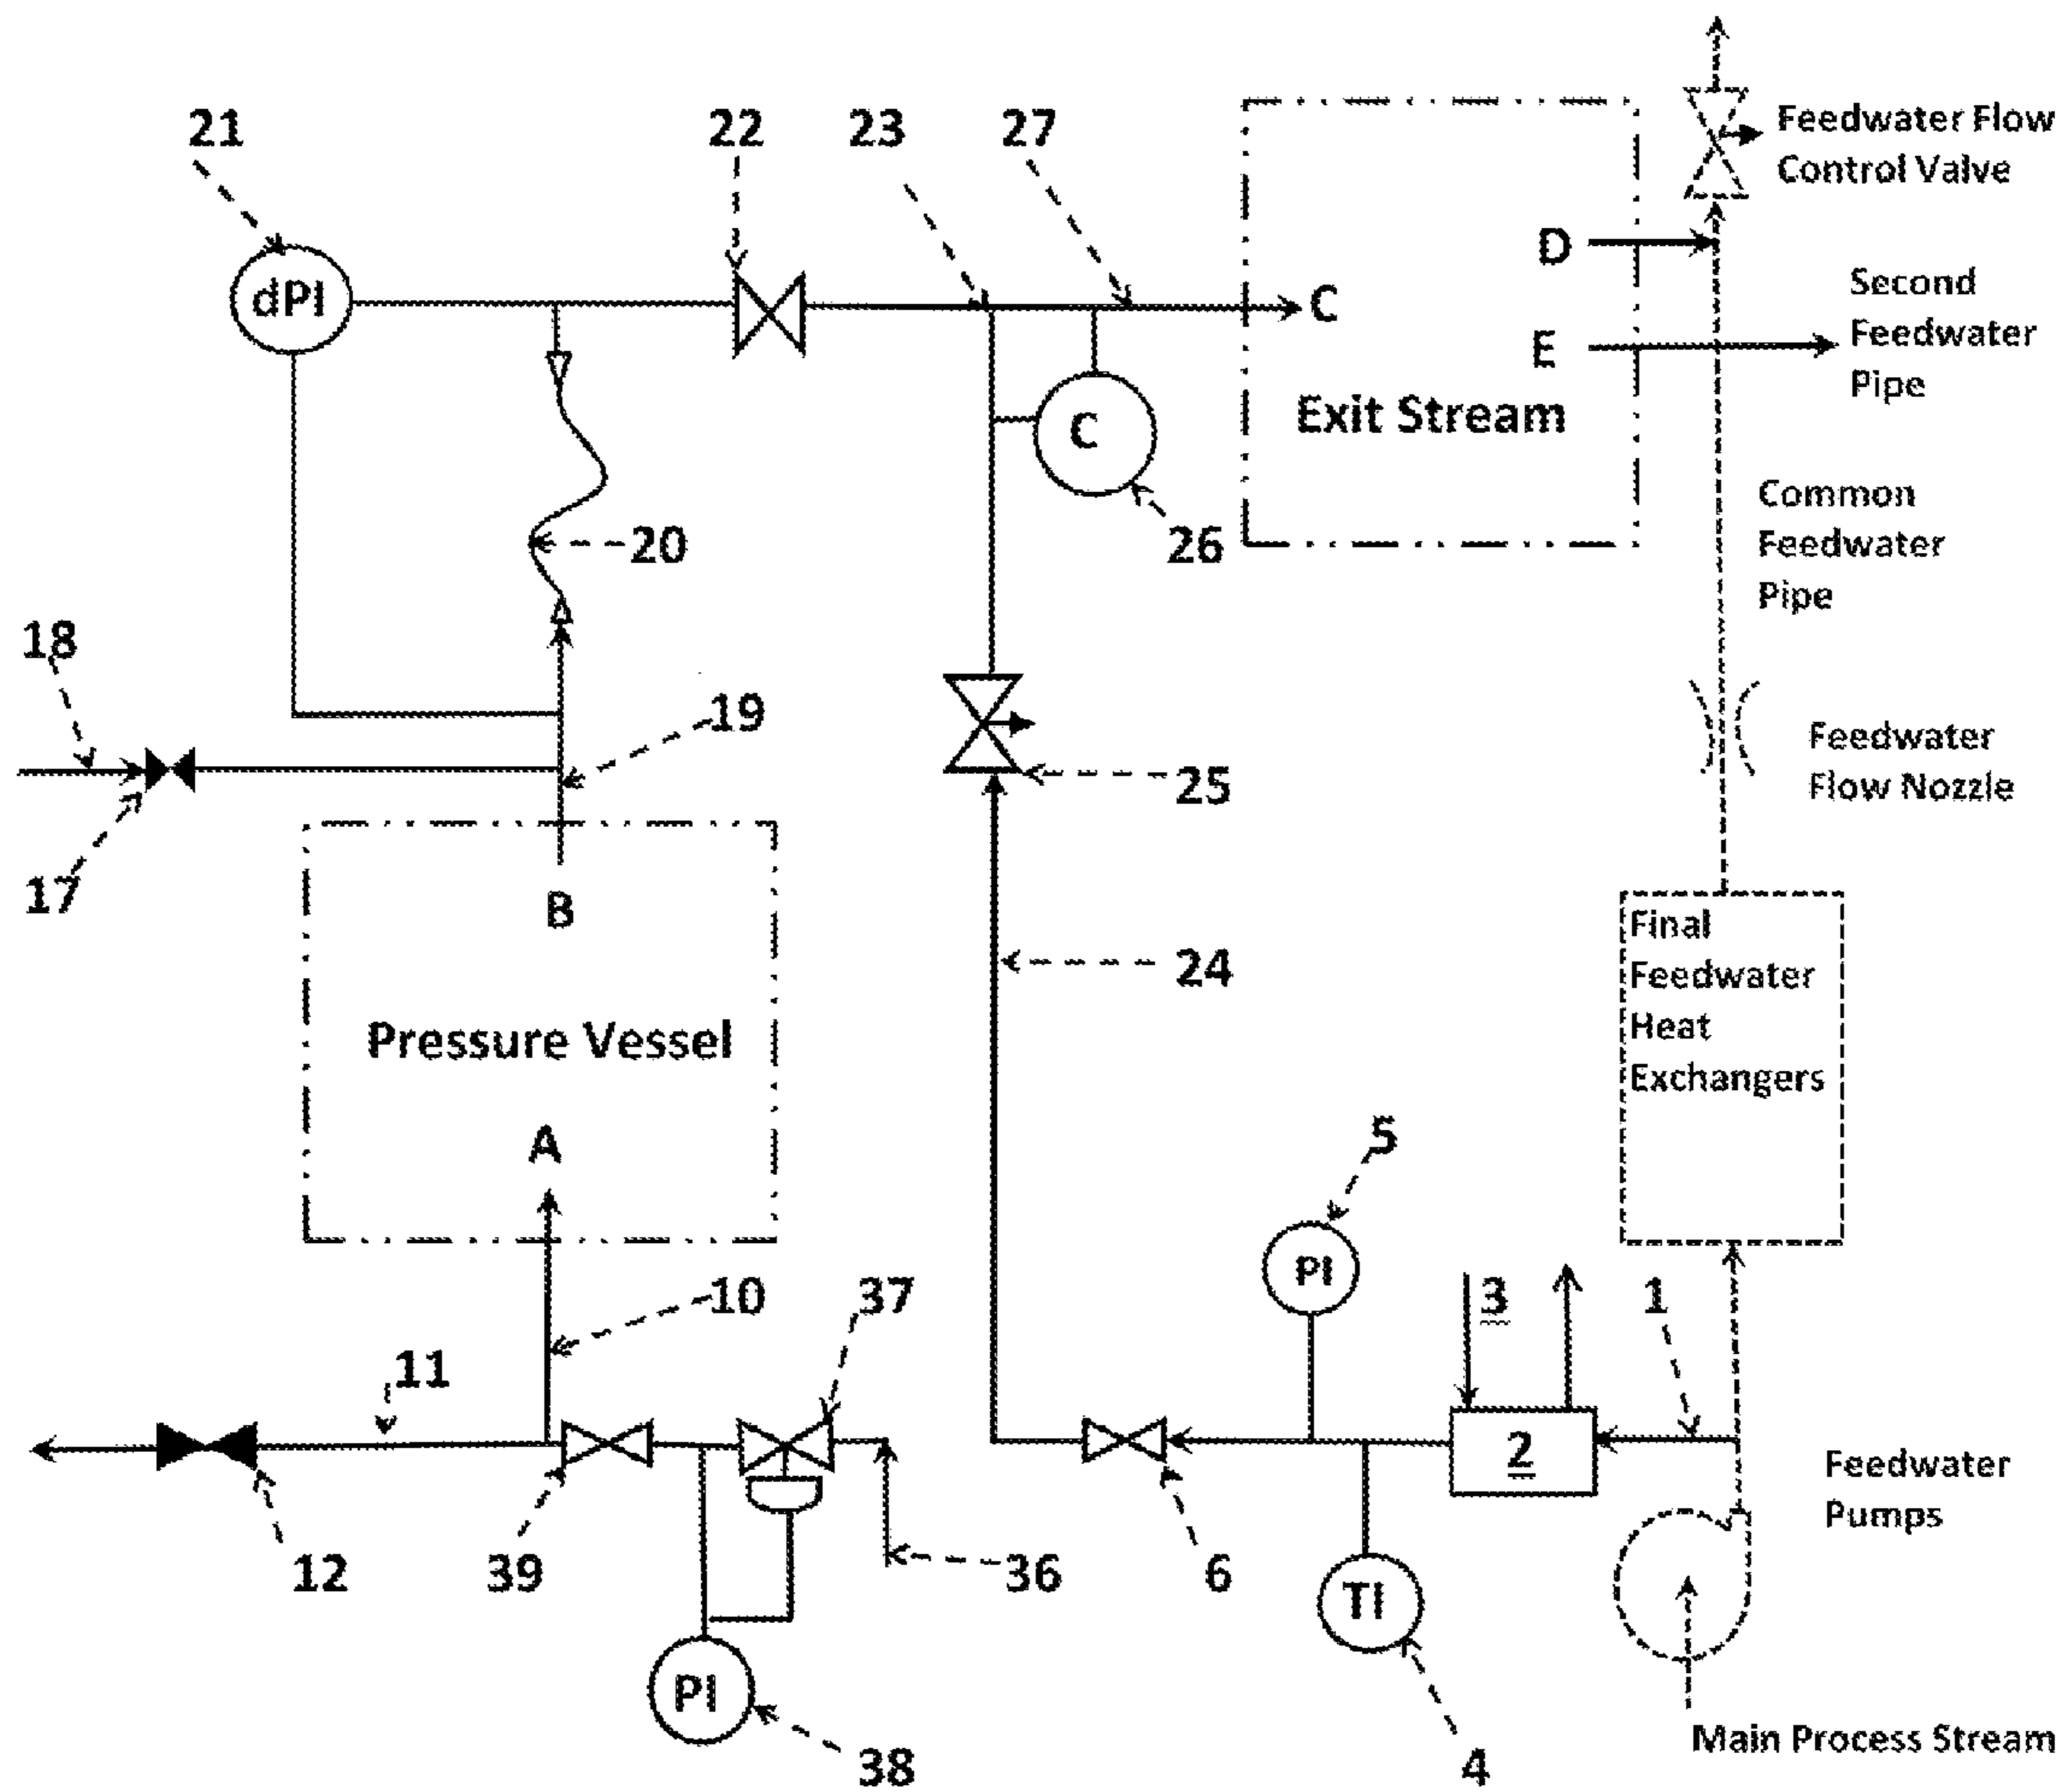 21
22
23
27
Feedwater Flow
Control Valve
dPI
D
C
Second
Feedwater
Pipe
E
Exit Stream
C
20
26
Common
Feedwater
Pipe
18
19
Feedwater
Flow Nozzle
25
17
B
24
Final
Feedwater
Heat
Exchangers
Pressure Vessel
A
5
PI
10
37
3
1
11
2
Feedwater
Pumps
12
39
36
6
TI
PI
38
4
Main Process Stream